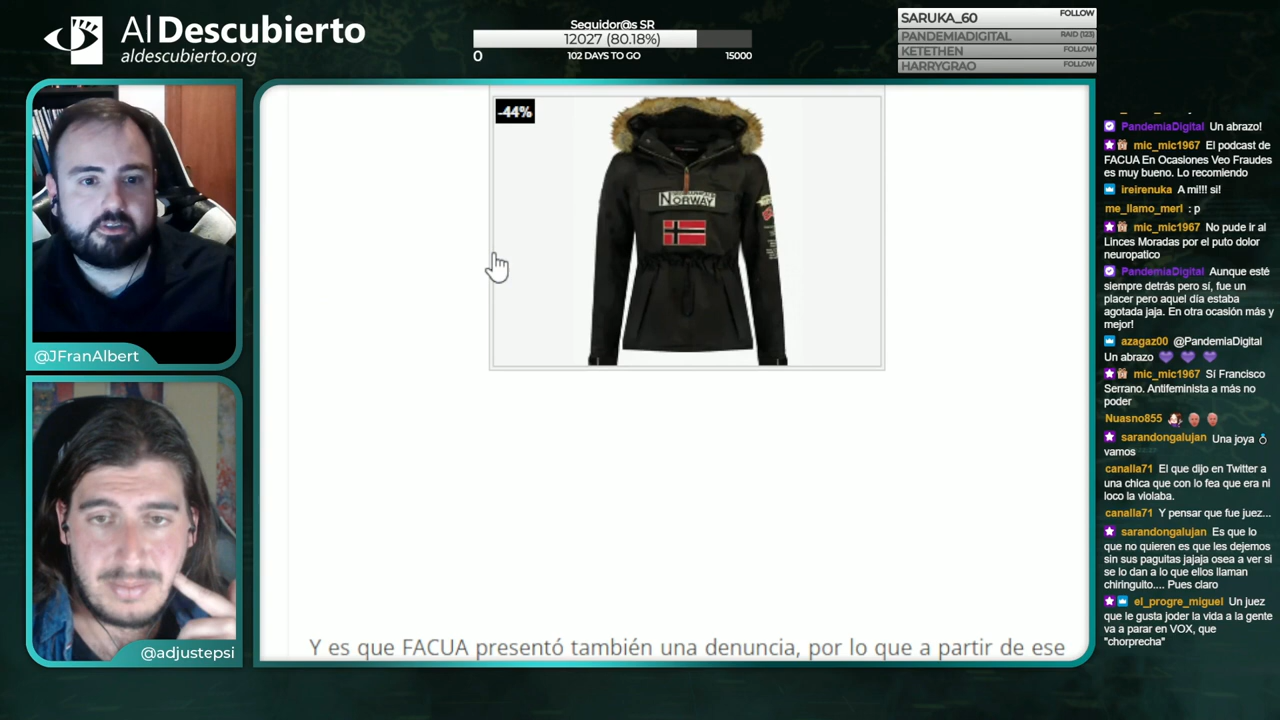 Al Descubierto
aldescubierto.org
Seguidor@s SR
12027 (80.18%)
0
102 DAYS TO GO
15000
SARUKA_60 FOLLOW
PANDEMIADIGITAL RAID (123)
KETETHEN FOLLOW
HARRYGRAO FOLLOW
@JFranAlbert
@adjustepsi
-44%
NORWAY
Y es que FACUA presentó también una denuncia, por lo que a partir de ese
PandemiaDigital Un abrazo!
mic_mic1967 El podcast de
FACUA En Ocasiones Veo Fraudes
es muy bueno. Lo recomiendo
ireirenuka A mi!!! si!
me_llamo_merl : p
mic_mic1967 No pude ir al
Linces Moradas por el puto dolor
neuropatico
PandemiaDigital Aunque esté
siempre detrás pero sí, fue un
placer pero aquel día estaba
agotada jaja. En otra ocasión más y
mejor!
azagaz00 @PandemiaDigital
Un abrazo 💜 💜 💜
mic_mic1967 Sí Francisco
Serrano. Antifeminista a más no
poder
Nuasno855
sarandongalujan Una joya 💍
vamos
canalla71 El que dijo en Twitter a
una chica que con lo fea que era ni
loco la violaba.
canalla71 Y pensar que fue juez...
sarandongalujan Es que lo
que no quieren es que les dejemos
sin sus paguitas jajaja osea a ver si
se lo dan a lo que ellos llaman
chiringuito.... Pues claro
el_progre_miguel Un juez
que le gusta joder la vida a la gente
va a parar en VOX, que
"chorprecha"